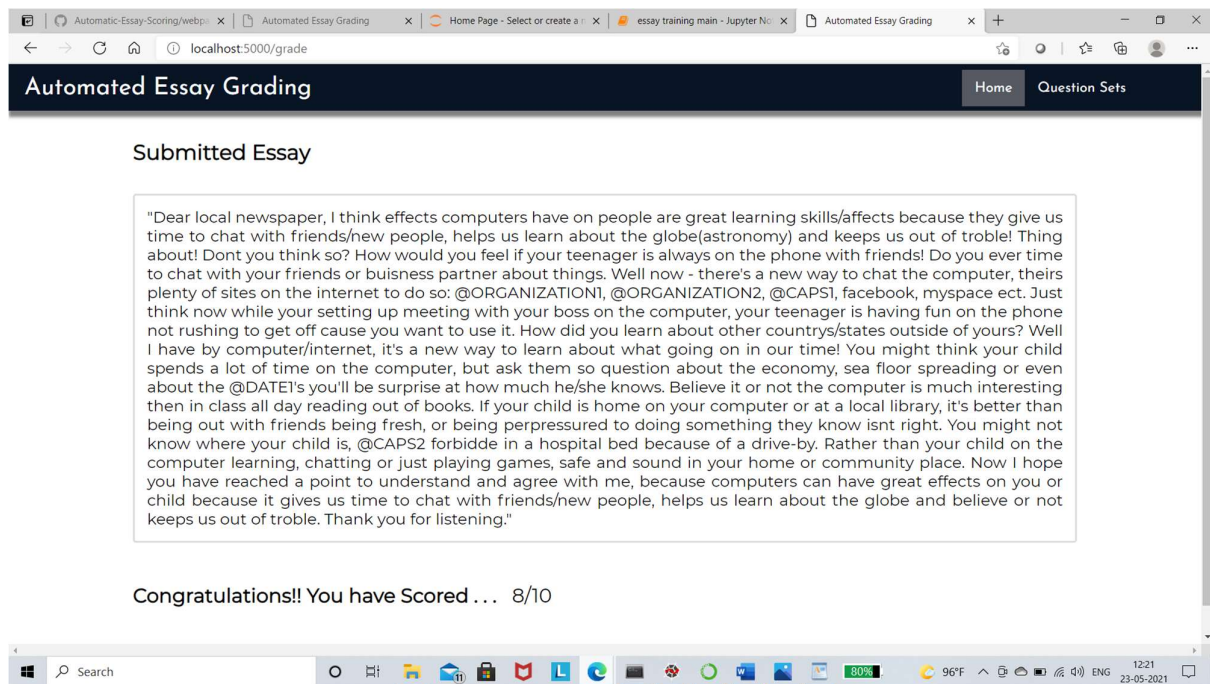 Automatic-Essay-Scoring/webpa
Automated Essay Grading
Home Page - Select or create a n
essay training main - Jupyter No
Automated Essay Grading
localhost:5000/grade
Automated Essay Grading
Home
Question Sets
Submitted Essay
"Dear local newspaper, I think effects computers have on people are great learning skills/affects because they give us
time to chat with friends/new people, helps us learn about the globe(astronomy) and keeps us out of troble! Thing
about! Dont you think so? How would you feel if your teenager is always on the phone with friends! Do you ever time
to chat with your friends or buisness partner about things. Well now - there's a new way to chat the computer, theirs
plenty of sites on the internet to do so: @ORGANIZATION1, @ORGANIZATION2, @CAPS1, facebook, myspace ect. Just
think now while your setting up meeting with your boss on the computer, your teenager is having fun on the phone
not rushing to get off cause you want to use it. How did you learn about other countrys/states outside of yours? Well
I have by computer/internet, it's a new way to learn about what going on in our time! You might think your child
spends a lot of time on the computer, but ask them so question about the economy, sea floor spreading or even
about the @DATE1's you'll be surprise at how much he/she knows. Believe it or not the computer is much interesting
then in class all day reading out of books. If your child is home on your computer or at a local library, it's better than
being out with friends being fresh, or being perpressured to doing something they know isnt right. You might not
know where your child is, @CAPS2 forbidde in a hospital bed because of a drive-by. Rather than your child on the
computer learning, chatting or just playing games, safe and sound in your home or community place. Now I hope
you have reached a point to understand and agree with me, because computers can have great effects on you or
child because it gives us time to chat with friends/new people, helps us learn about the globe and believe or not
keeps us out of troble. Thank you for listening."
Congratulations!! You have Scored . . . 8/10
Search
11
L
80%
96°F
ENG
12:21
23-05-2021